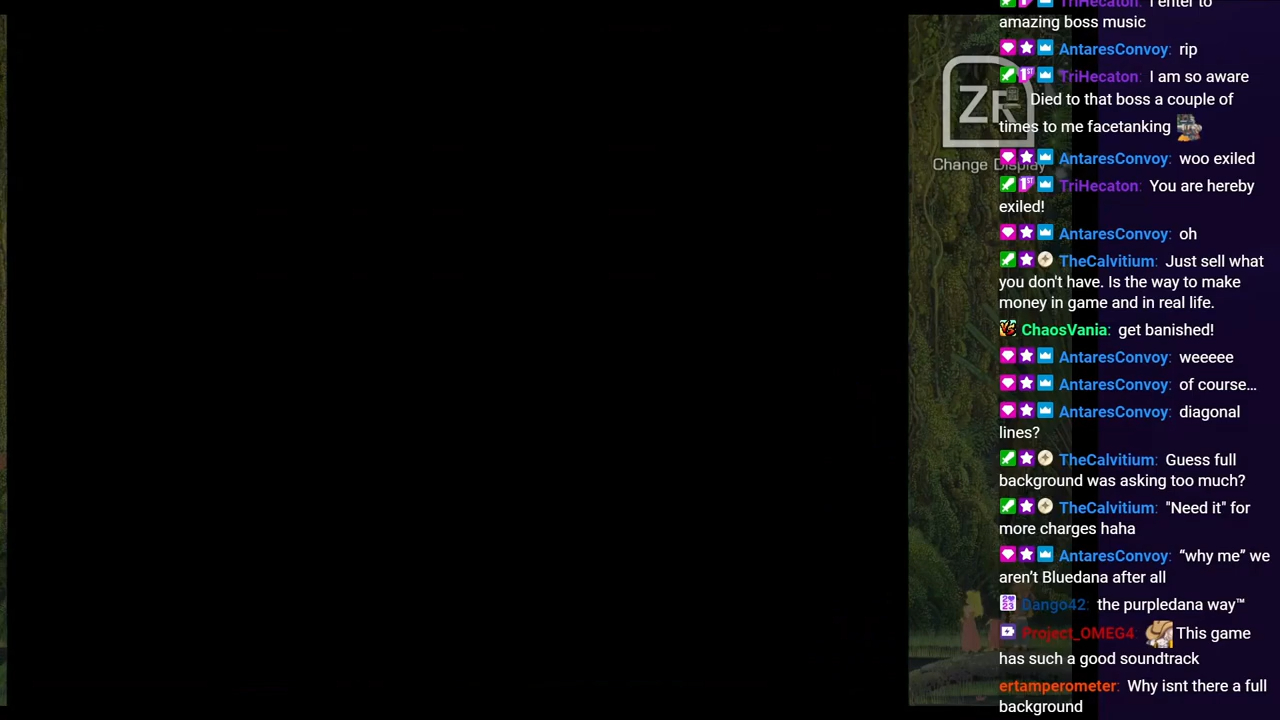 TriHecaton: I enter to
amazing boss music
AntaresConvoy: rip
ZR
Change Display
TriHecaton: I am so aware
Died to that boss a couple of
times to me facetanking
AntaresConvoy: woo exiled
TriHecaton: You are hereby
exiled!
AntaresConvoy: oh
TheCalvitium: Just sell what
you don't have. Is the way to make
money in game and in real life.
ChaosVania: get banished!
AntaresConvoy: weeeee
AntaresConvoy: of course…
AntaresConvoy: diagonal
lines?
TheCalvitium: Guess full
background was asking too much?
TheCalvitium: "Need it" for
more charges haha
AntaresConvoy: “why me” we
aren’t Bluedana after all
Dango42: the purpledana way™
Project_OMEG4: This game
has such a good soundtrack
ertamperometer: Why isnt there a full
background